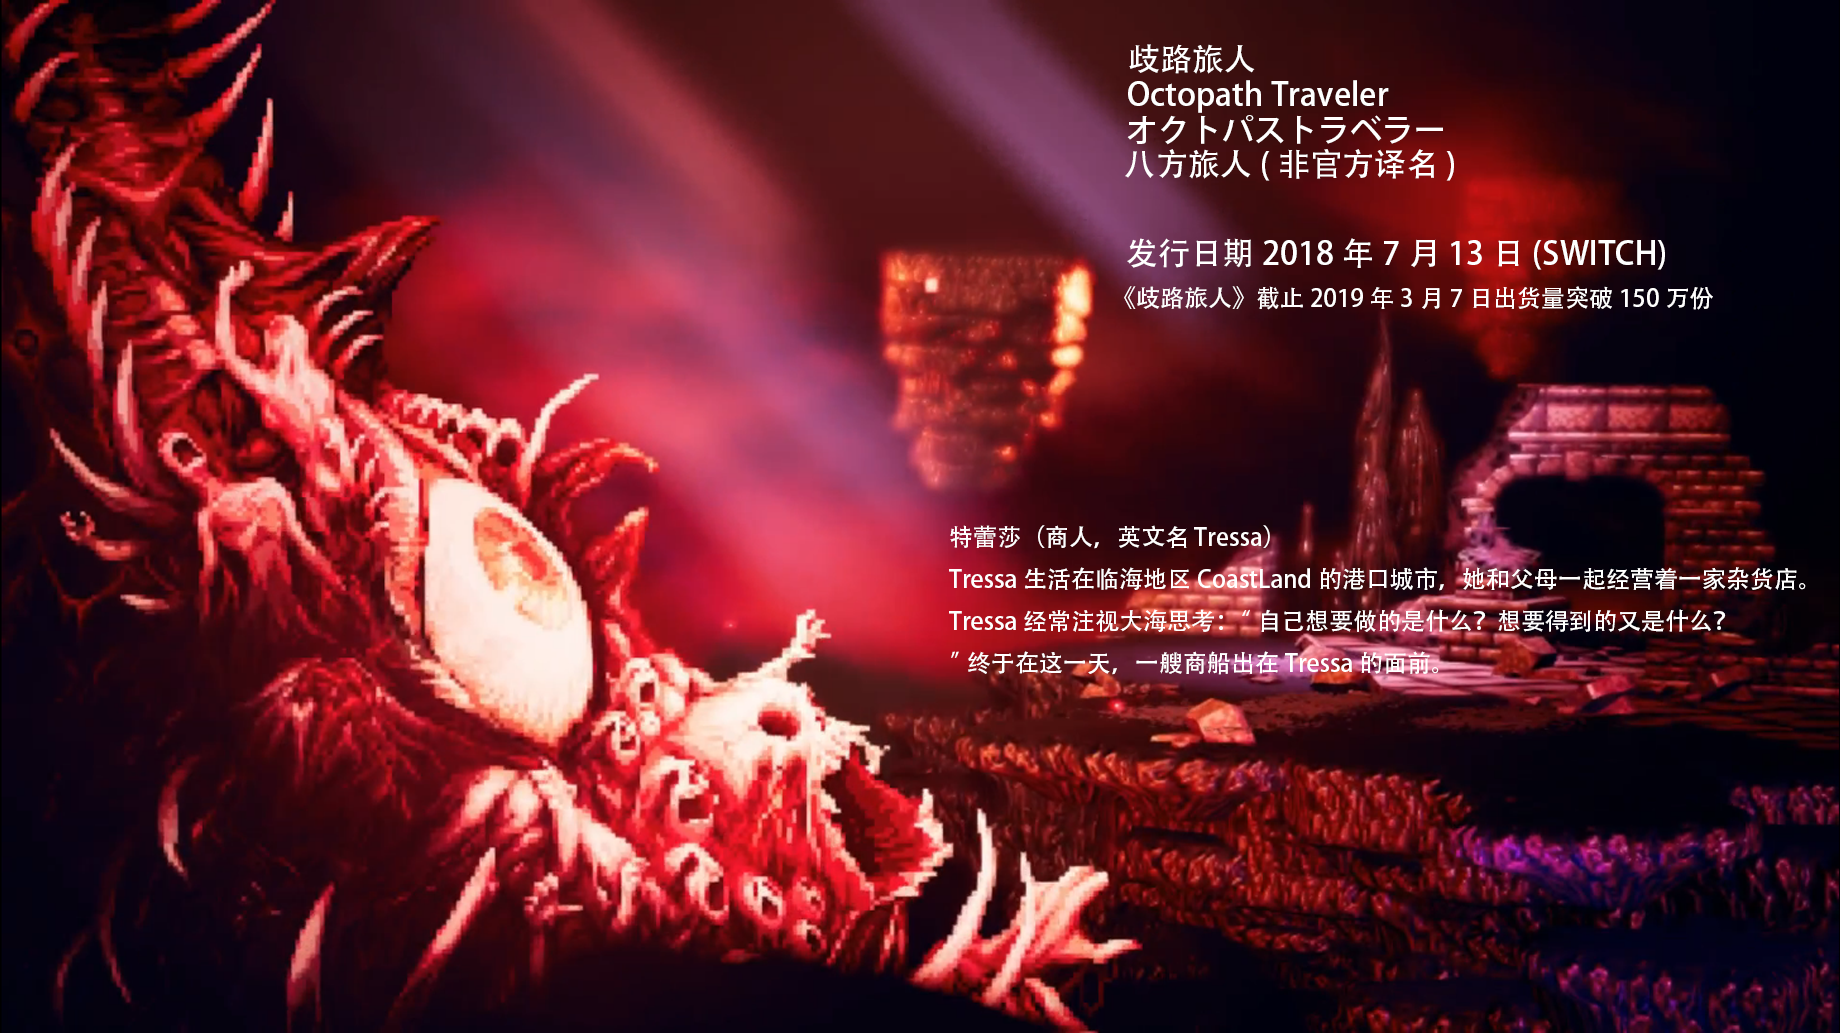 歧路旅人
Octopath Traveler
オクトパストラベラー
八方旅人 ( 非官方译名 )
发行日期 2018 年 7 月 13 日 (SWITCH)
《歧路旅人》截止 2019 年 3 月 7 日出货量突破 150 万份
特蕾莎（商人，英文名 Tressa）
Tressa 生活在临海地区 CoastLand 的港口城市，她和父母一起经营着一家杂货店。
Tressa 经常注视大海思考：“ 自己想要做的是什么？想要得到的又是什么？
” 终于在这一天，一艘商船出在 Tressa 的面前。